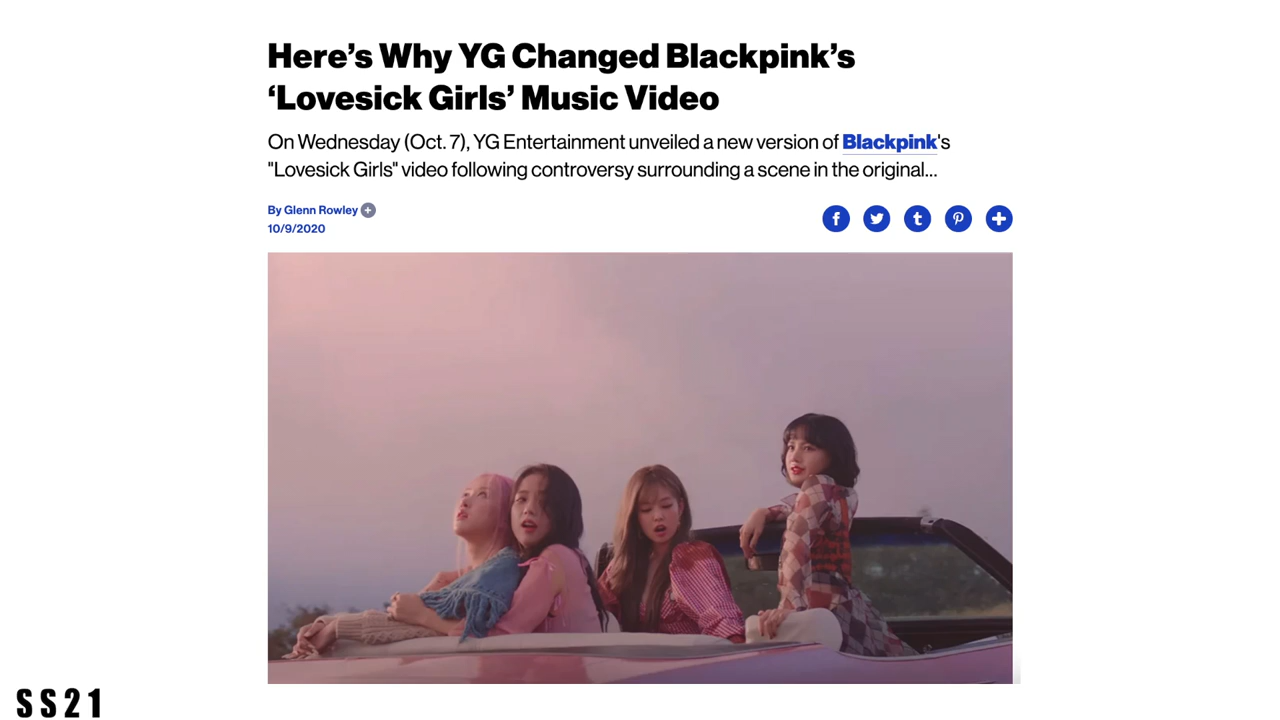 Here’s Why YG Changed Blackpink’s
‘Lovesick Girls’ Music Video
On Wednesday (Oct. 7), YG Entertainment unveiled a new version of Blackpink's
"Lovesick Girls" video following controversy surrounding a scene in the original...
By Glenn Rowley
10/9/2020
SS21